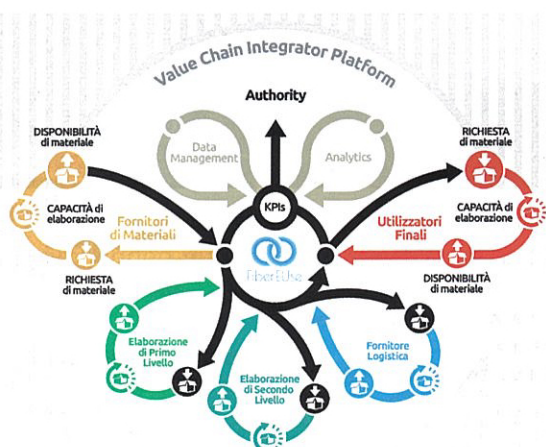 Value Chain Integrator Platform
Authority
Data
Management
Analytics
KPIs
DISPONIBILITÀ
di materiale
CAPACITÀ di
elaborazione
Fornitori
di Materiali
RICHIESTA
di materiale
RICHIESTA
di materiale
CAPACITÀ di
elaborazione
Utilizzatori
Finali
DISPONIBILITÀ
di materiale
FiberEUse
Elaborazione
di Primo
Livello
Elaborazione
di Secondo
Livello
Fornitore
Logistica